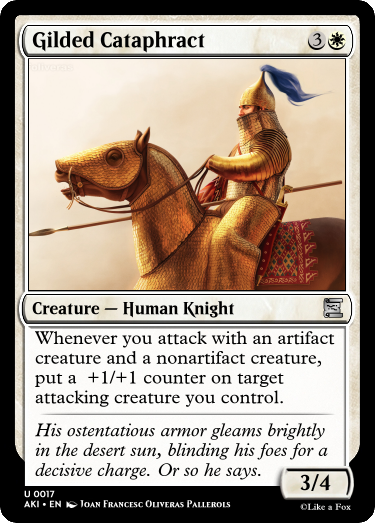 Gilded Cataphract 3
Creature — Human Knight
Whenever you attack with an artifact
creature and a nonartifact creature,
put a  +1/+1 counter on target
attacking creature you control.
His ostentatious armor gleams brightly
in the desert sun, blinding his foes for a
decisive charge. Or so he says.
3/4
U 0017
AKI • EN Joan Francesc Oliveras Pallerols
©Like a Fox